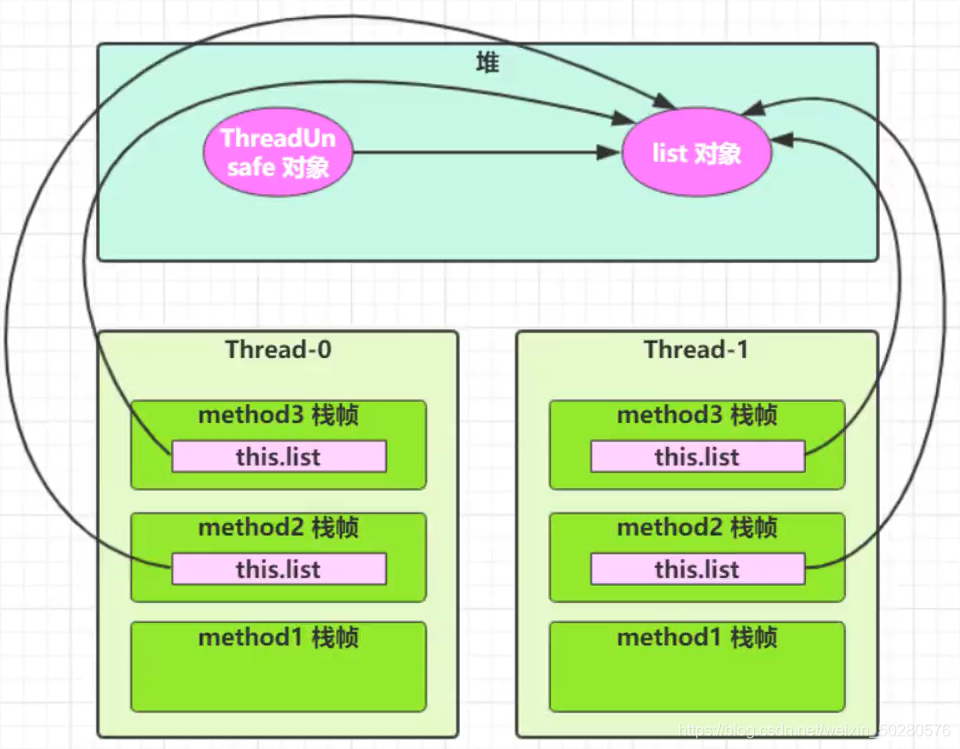 堆
ThreadUn
safe 对象
list 对象
Thread-0
method3 栈帧
this.list
method2 栈帧
this.list
method1 栈帧
Thread-1
method3 栈帧
this.list
method2 栈帧
this.list
method1 栈帧
https://blog.csdn.net/weixin_50280576